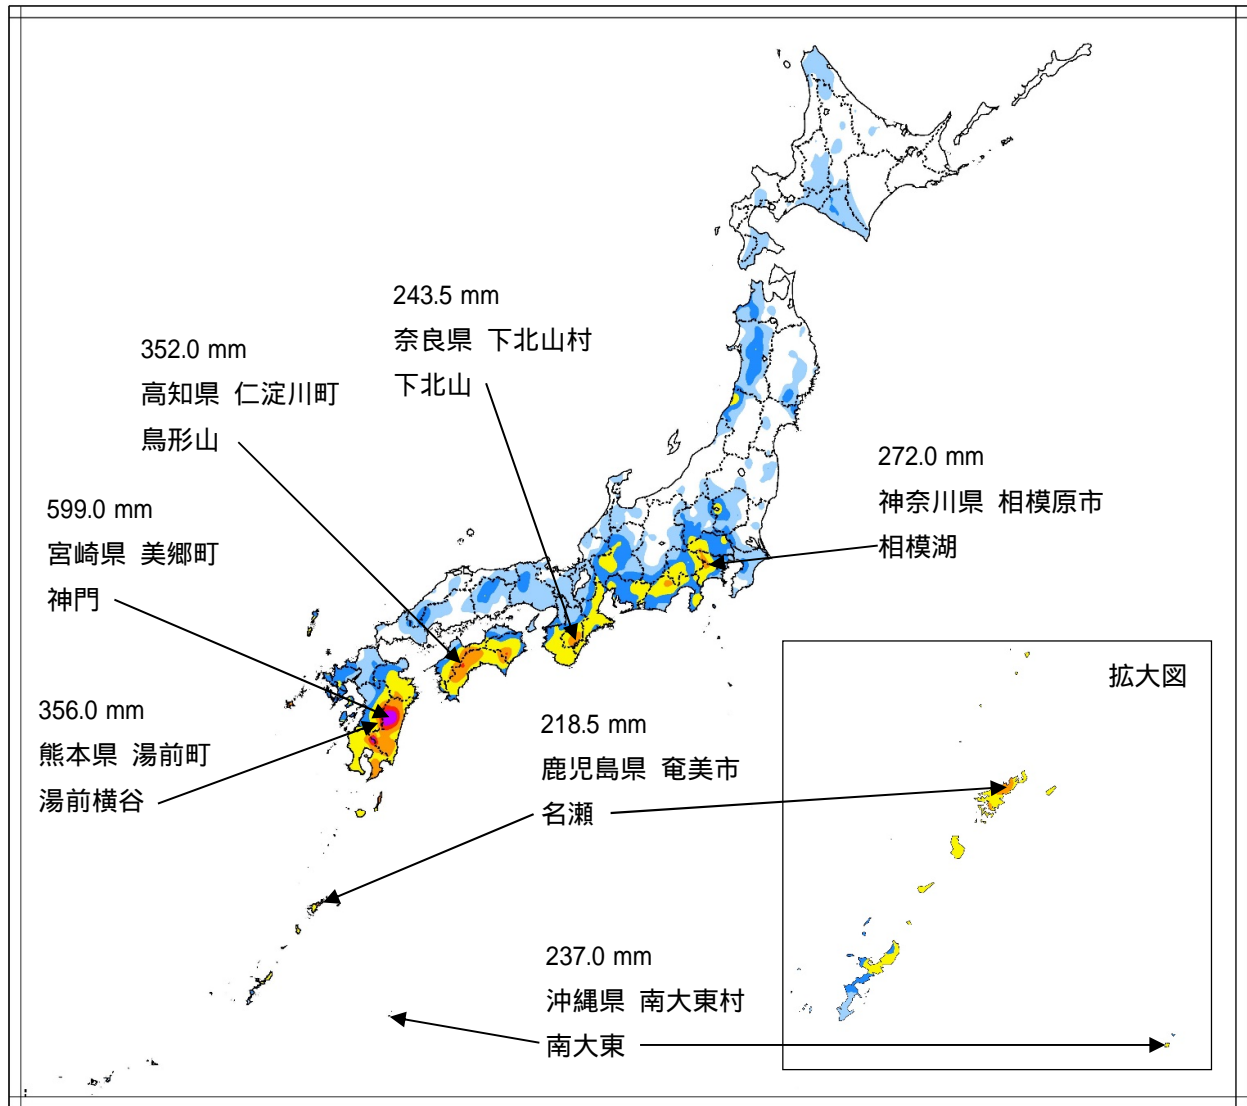 243.5 mm
奈良県 下北山村
下北山
352.0 mm
高知県 仁淀川町
鳥形山
272.0 mm
神奈川県 相模原市
相模湖
599.0 mm
宮崎県 美郷町
神門
拡大図
356.0 mm
熊本県 湯前町
湯前横谷
218.5 mm
鹿児島県 奄美市
名瀬
237.0 mm
沖縄県 南大東村
南大東